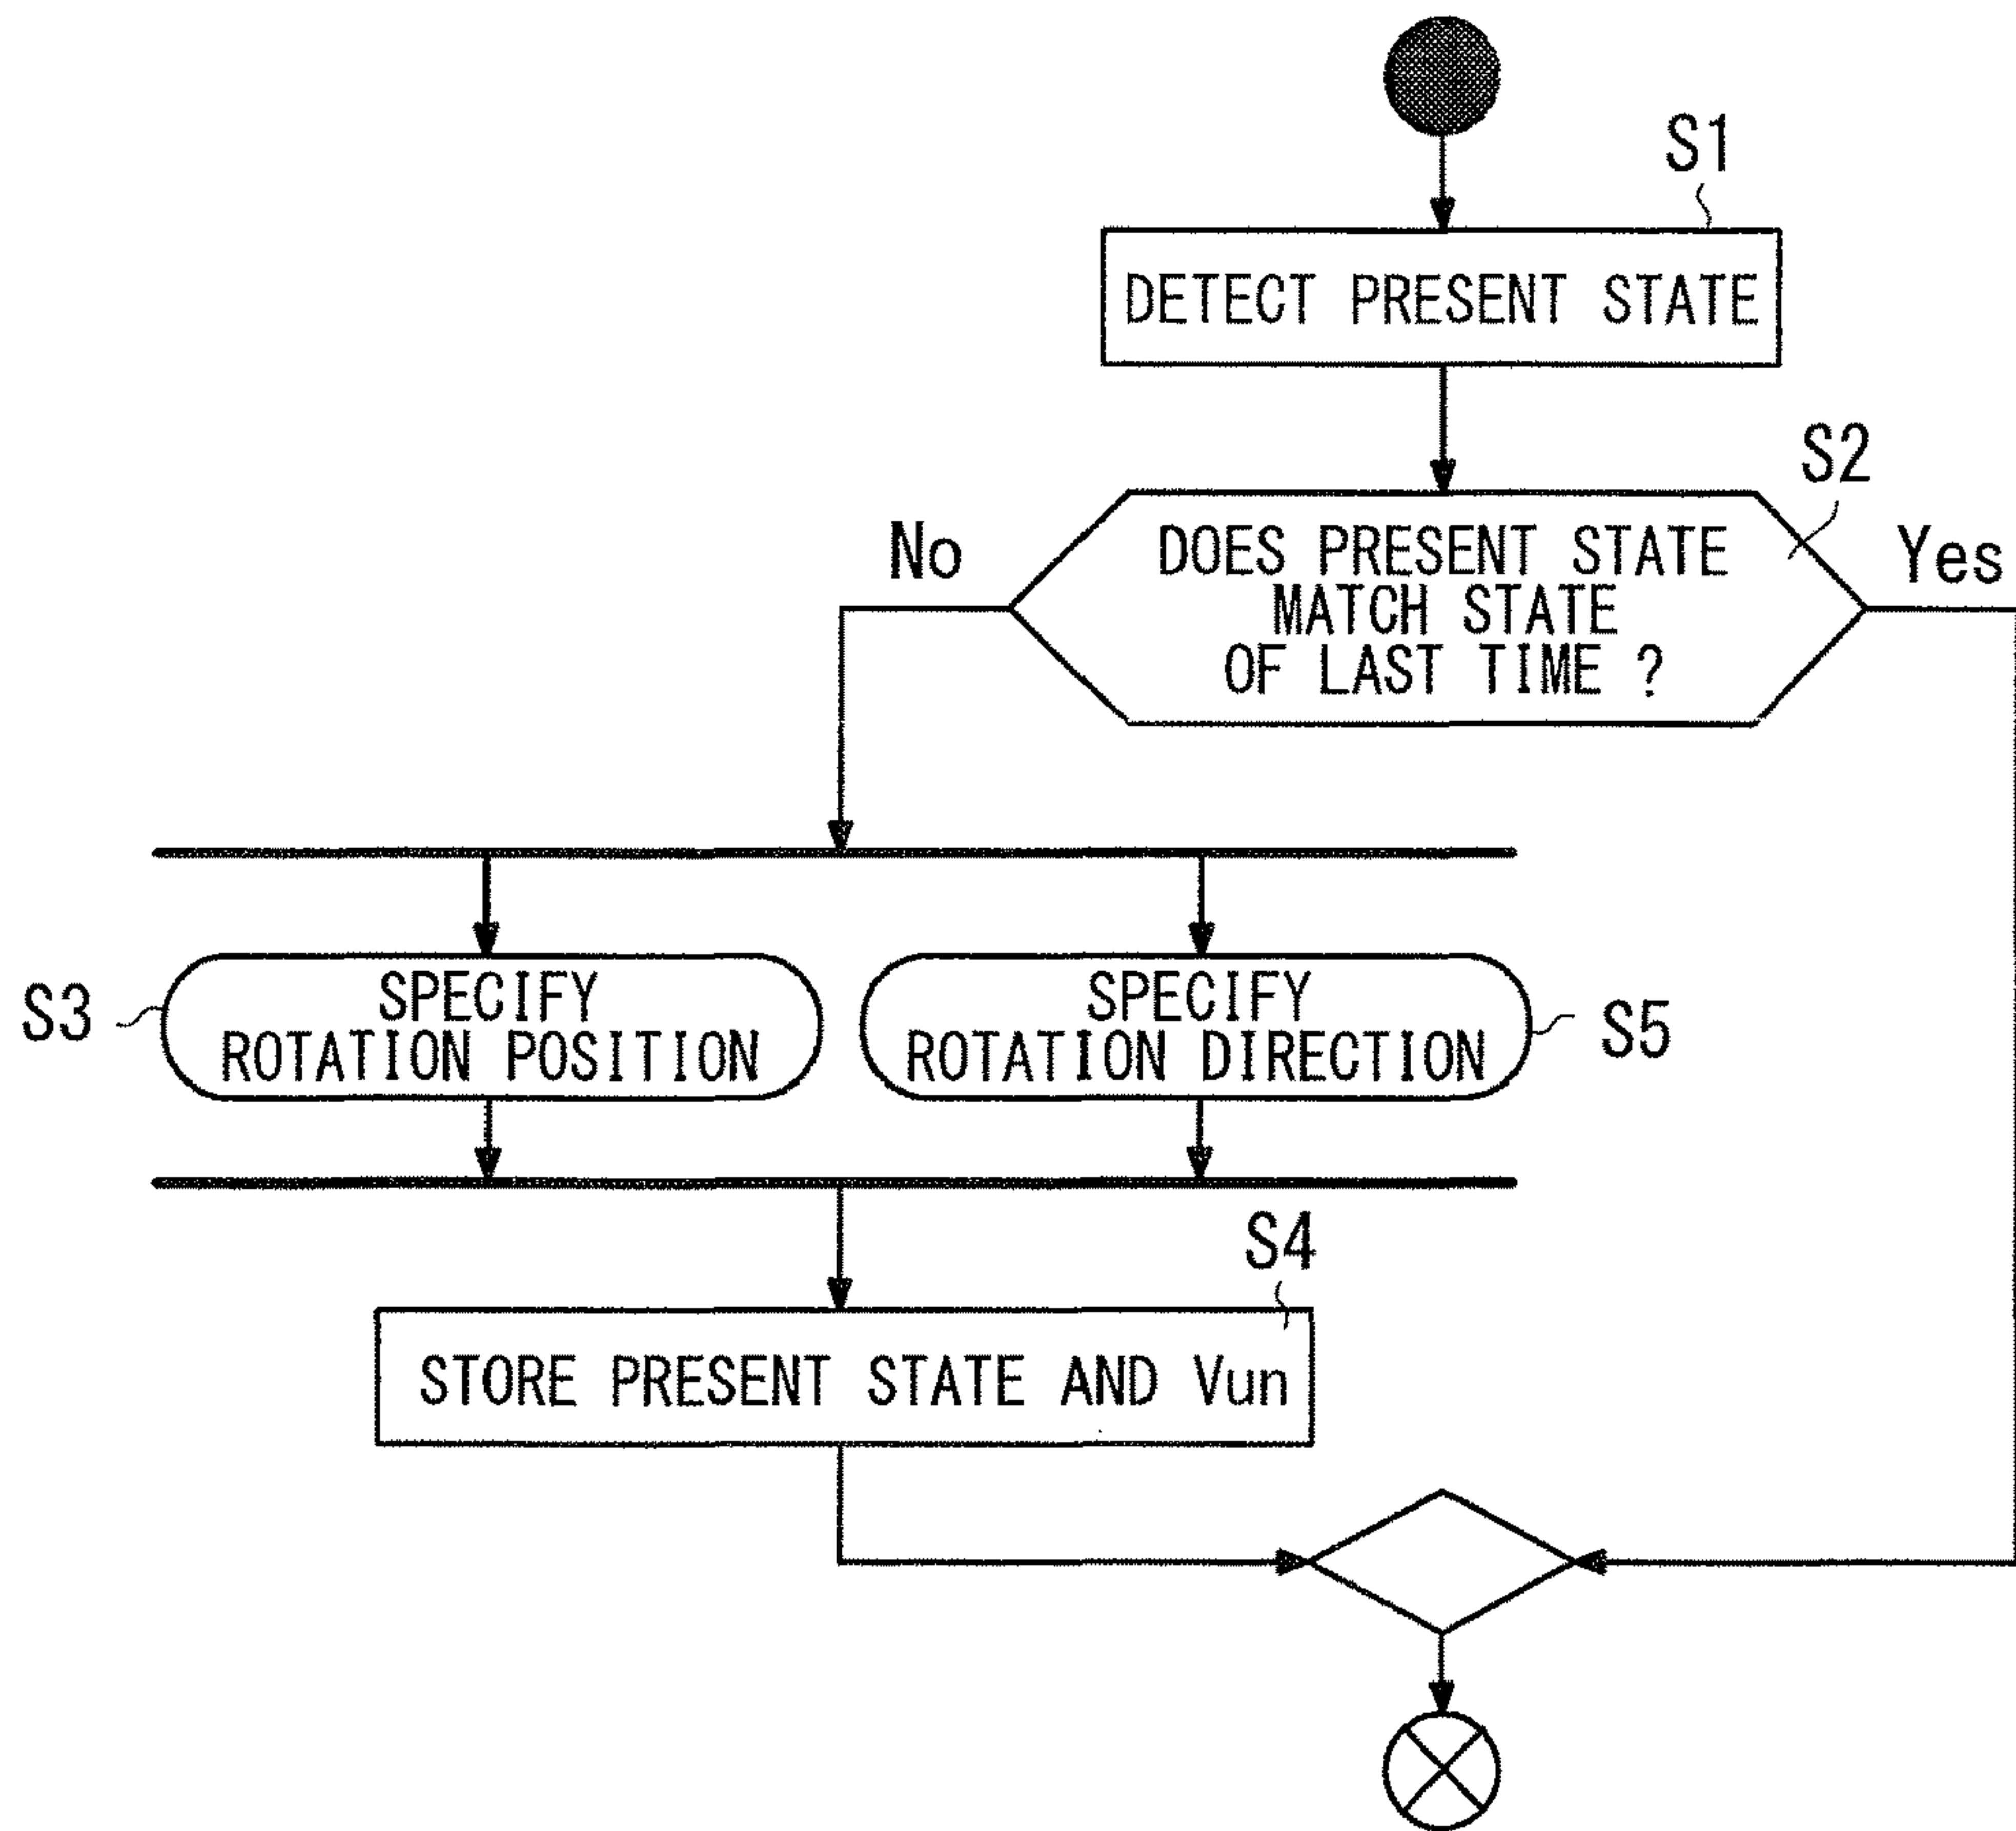 S1
DETECT PRESENT STATE
S2
No
DOES PRESENT STATE
MATCH STATE
OF LAST TIME ?
Yes
S3
SPECIFY
ROTATION POSITION
SPECIFY
ROTATION DIRECTION
S5
S4
STORE PRESENT STATE AND Vun